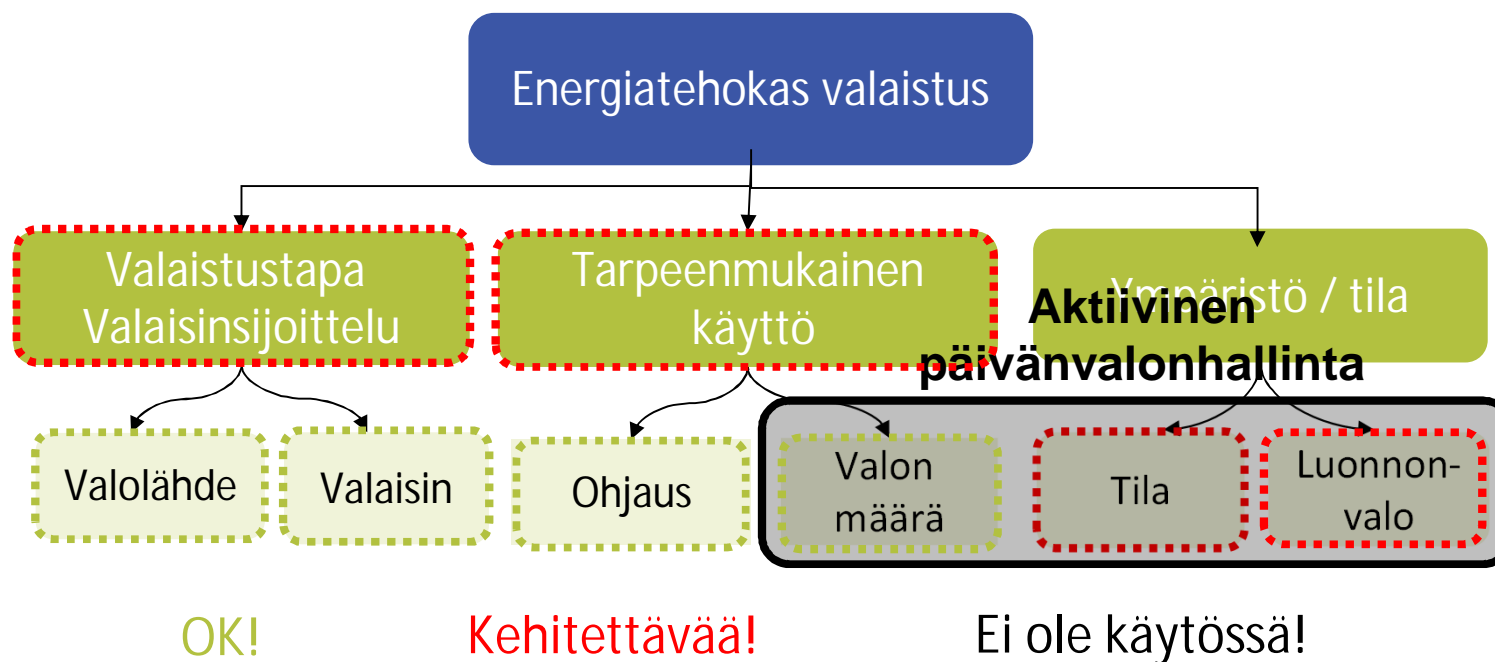 Energiatehokas valaistus
Valaistustapa
Valaisinsijoittelu
Tarpeenmukainen
käyttö
Ympäristö / tila
Aktiivinen
päivänvalonhallinta
Valolähde
Valaisin
Ohjaus
Valon
määrä
Tila
Luonnon-
valo
OK!
Kehitettävää!
Ei ole käytössä!